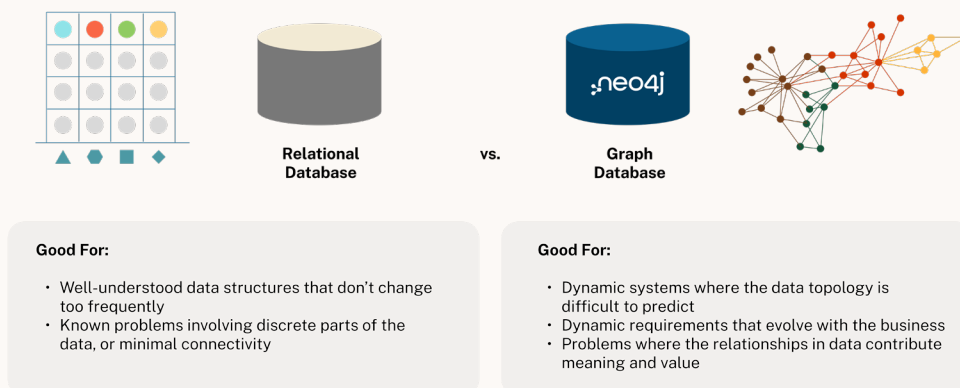 Relational
Database
vs.
neo4j
Graph
Database
Good For:
• Well-understood data structures that don't change
too frequently
• Known problems involving discrete parts of the
data, or minimal connectivity
Good For:
• Dynamic systems where the data topology is
difficult to predict
• Dynamic requirements that evolve with the business
• Problems where the relationships in data contribute
meaning and value